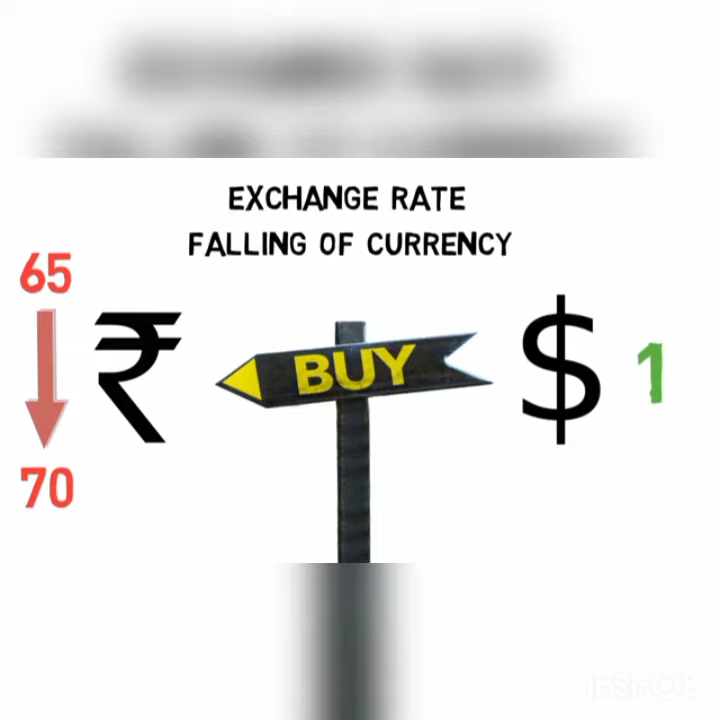 EXCHANGE RATE
FALLING OF CURRENCY
65
₹
BUY
$
1
70